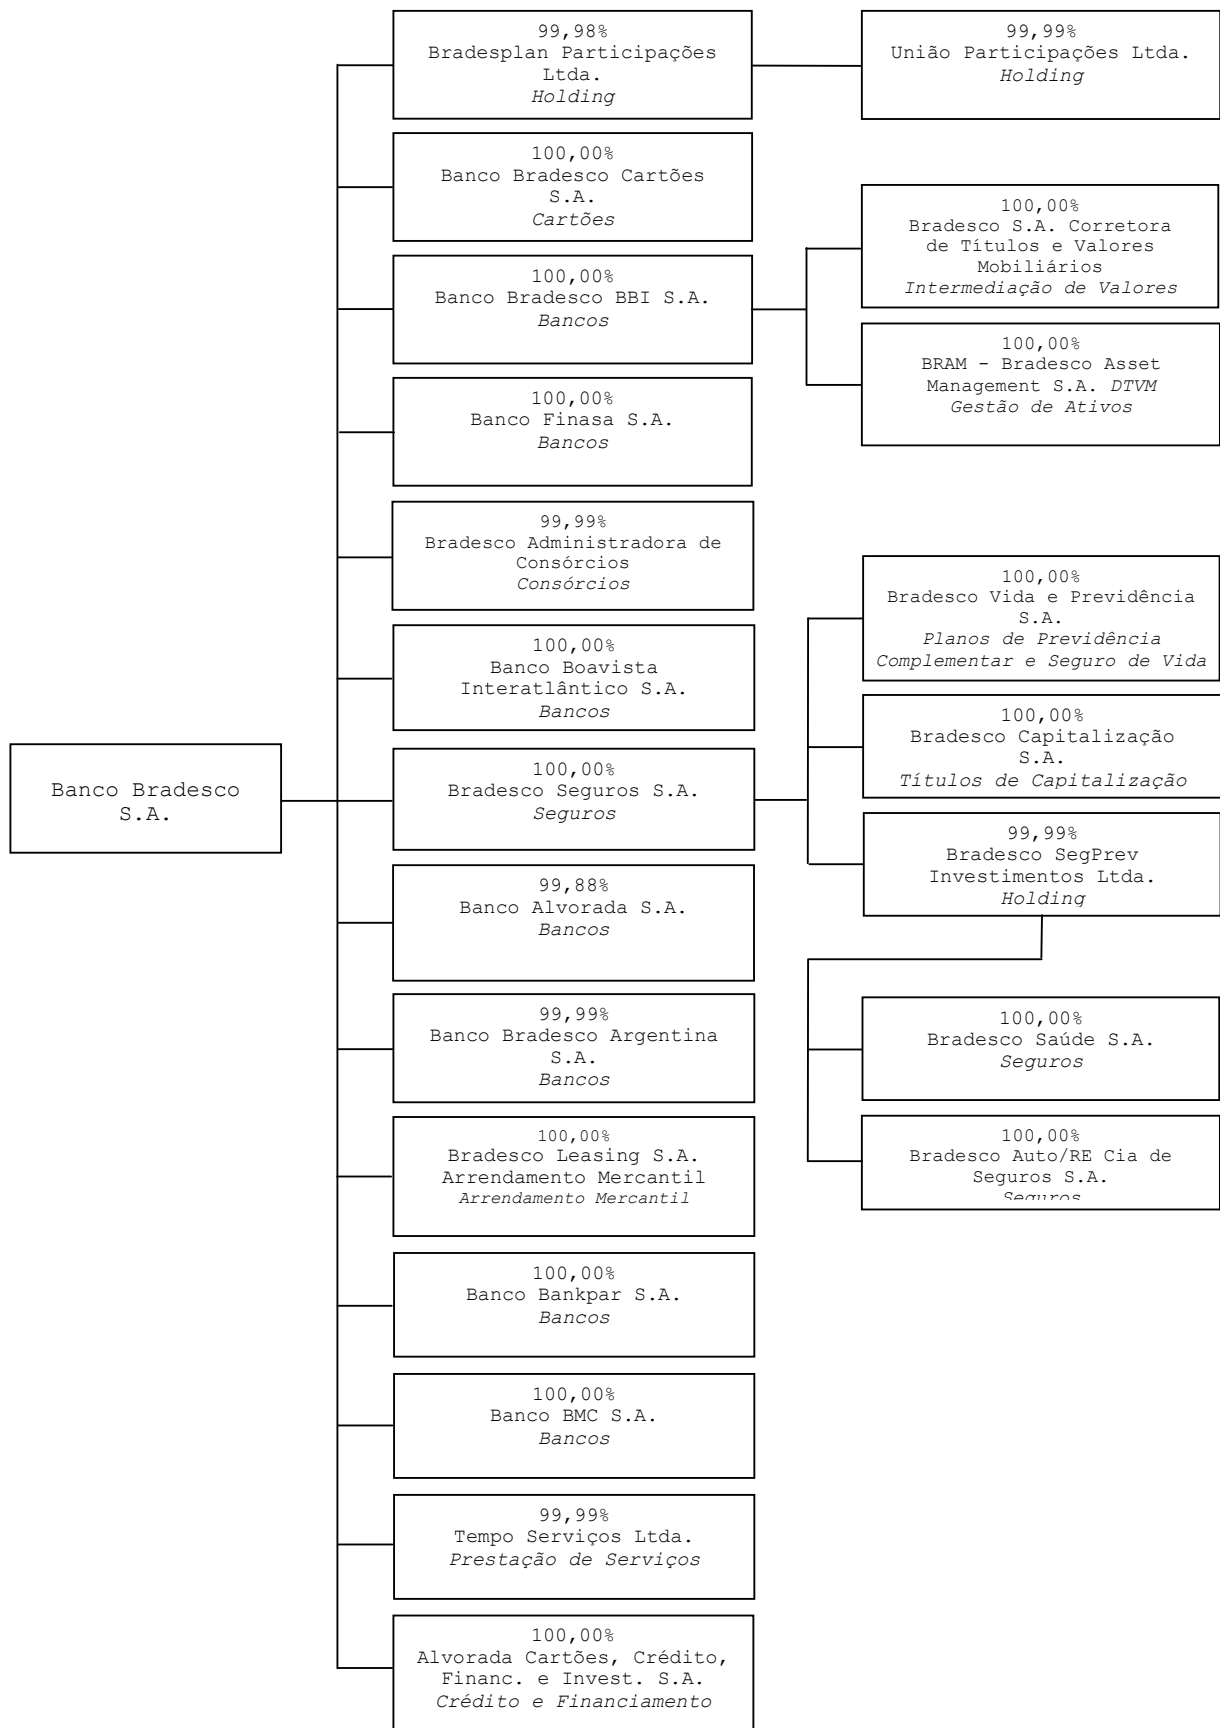 99,98%
Bradesplan Participações
Ltda.
Holding
99,99%
União Participações Ltda.
Holding
100,00%
Banco Bradesco Cartões
S.A.
Cartões
100,00%
Banco Bradesco BBI S.A.
Bancos
100,00%
Bradesco S.A. Corretora
de Títulos e Valores
Mobiliários
Intermediação de Valores
100,00%
BRAM - Bradesco Asset
Management S.A. DTVM
Gestão de Ativos
100,00%
Banco Finasa S.A.
Bancos
99,99%
Bradesco Administradora de
Consórcios
Consórcios
100,00%
Banco Boavista
Interatlântico S.A.
Bancos
Banco Bradesco
S.A.
100,00%
Bradesco Seguros S.A.
Seguros
100,00%
Bradesco Vida e Previdência
S.A.
Planos de Previdência
Complementar e Seguro de Vida
100,00%
Bradesco Capitalização
S.A.
Títulos de Capitalização
99,99%
Bradesco SegPrev
Investimentos Ltda.
Holding
100,00%
Bradesco Saúde S.A.
Seguros
100,00%
Bradesco Auto/RE Cia de
Seguros S.A.
Seguros
99,88%
Banco Alvorada S.A.
Bancos
99,99%
Banco Bradesco Argentina
S.A.
Bancos
100,00%
Bradesco Leasing S.A.
Arrendamento Mercantil
Arrendamento Mercantil
100,00%
Banco Bankpar S.A.
Bancos
100,00%
Banco BMC S.A.
Bancos
99,99%
Tempo Serviços Ltda.
Prestação de Serviços
100,00%
Alvorada Cartões, Crédito,
Financ. e Invest. S.A.
Crédito e Financiamento